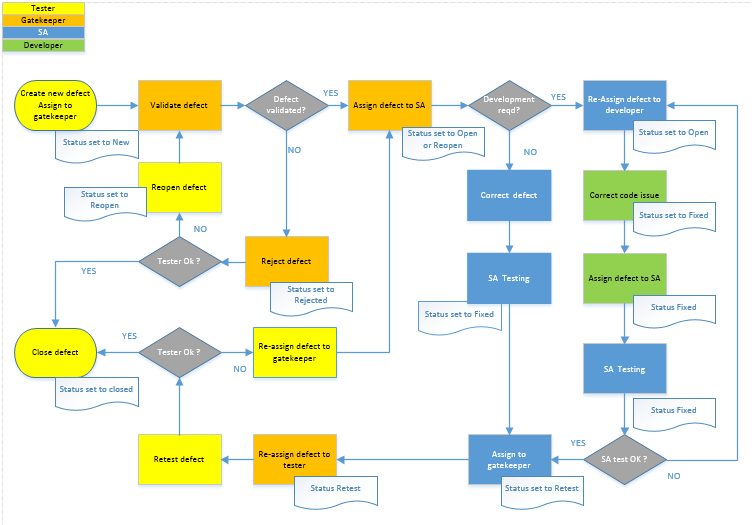 Tester
Gatekeeper
SA
Developer
Create new defect
Assign to
gatekeeper
Status set to New
Validate defect
Defect
validated?
YES
NO
Assign defect to SA
Status set to Open
or Reopen
Development
reqd?
YES
NO
Re-Assign defect to
developer
Status set to Open
Reopen defect
Status set to
Reopen
NO
Correct defect
Correct code issue
Status set to Fixed
Tester Ok ?
YES
Reject defect
Status set to
Rejected
SA Testing
Status set to Fixed
Assign defect to SA
Status Fixed
Close defect
Status set to closed
YES
Tester Ok ?
NO
Re-assign defect to
gatekeeper
SA Testing
Status Fixed
Retest defect
Re-assign defect to
tester
Status Retest
Assign to
gatekeeper
Status set to Retest
YES
SA test OK ?
NO